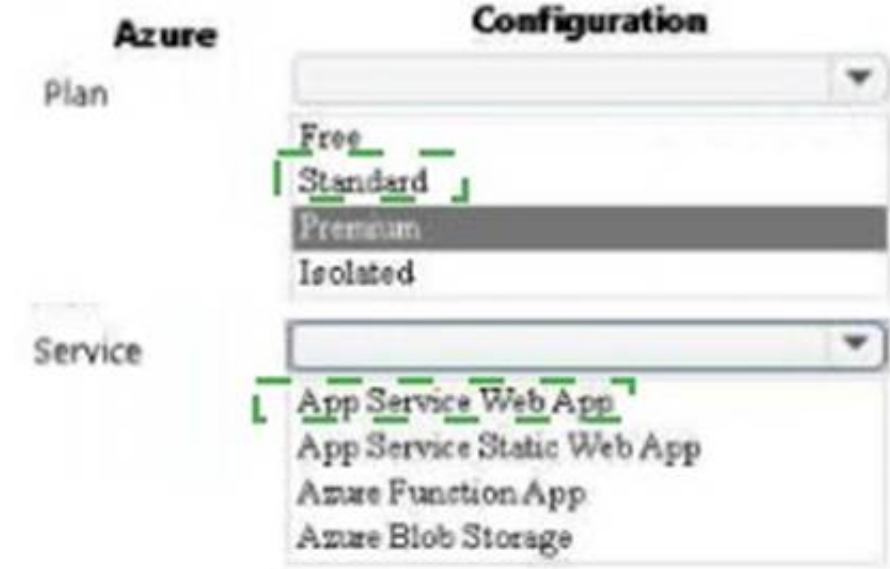 Azure Configuration
Plan
Free
Standard
Premium
Isolated
Service
App Service Web App
App Service Static Web App
Azure Function App
Azure Blob Storage